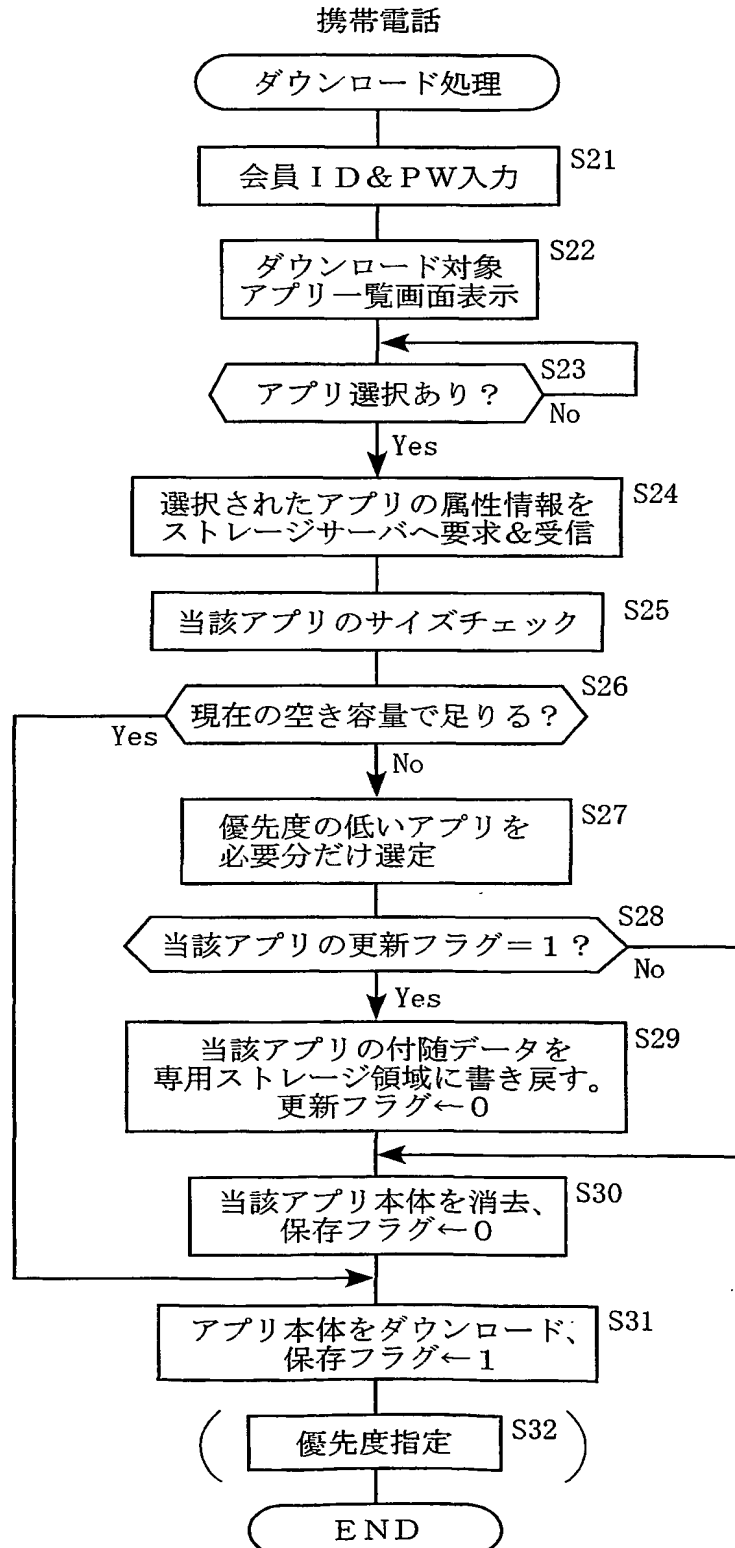 携帯電話
ダウンロード処理
会員ＩＤ＆ＰＷ入力
S21
ダウンロード対象
アプリ一覧画面表示
S22
アプリ選択あり？
S23
No
Yes
選択されたアプリの属性情報を
ストレージサーバへ要求＆受信
S24
当該アプリのサイズチェック
S25
現在の空き容量で足りる？
S26
Yes
No
優先度の低いアプリを
必要分だけ選定
S27
当該アプリの更新フラグ＝１？
S28
No
Yes
当該アプリの付随データを
専用ストレージ領域に書き戻す。
更新フラグ←０
S29
当該アプリ本体を消去、
保存フラグ←０
S30
アプリ本体をダウンロード、
保存フラグ←１
S31
（ 優先度指定 S32 ）
ＥＮＤ